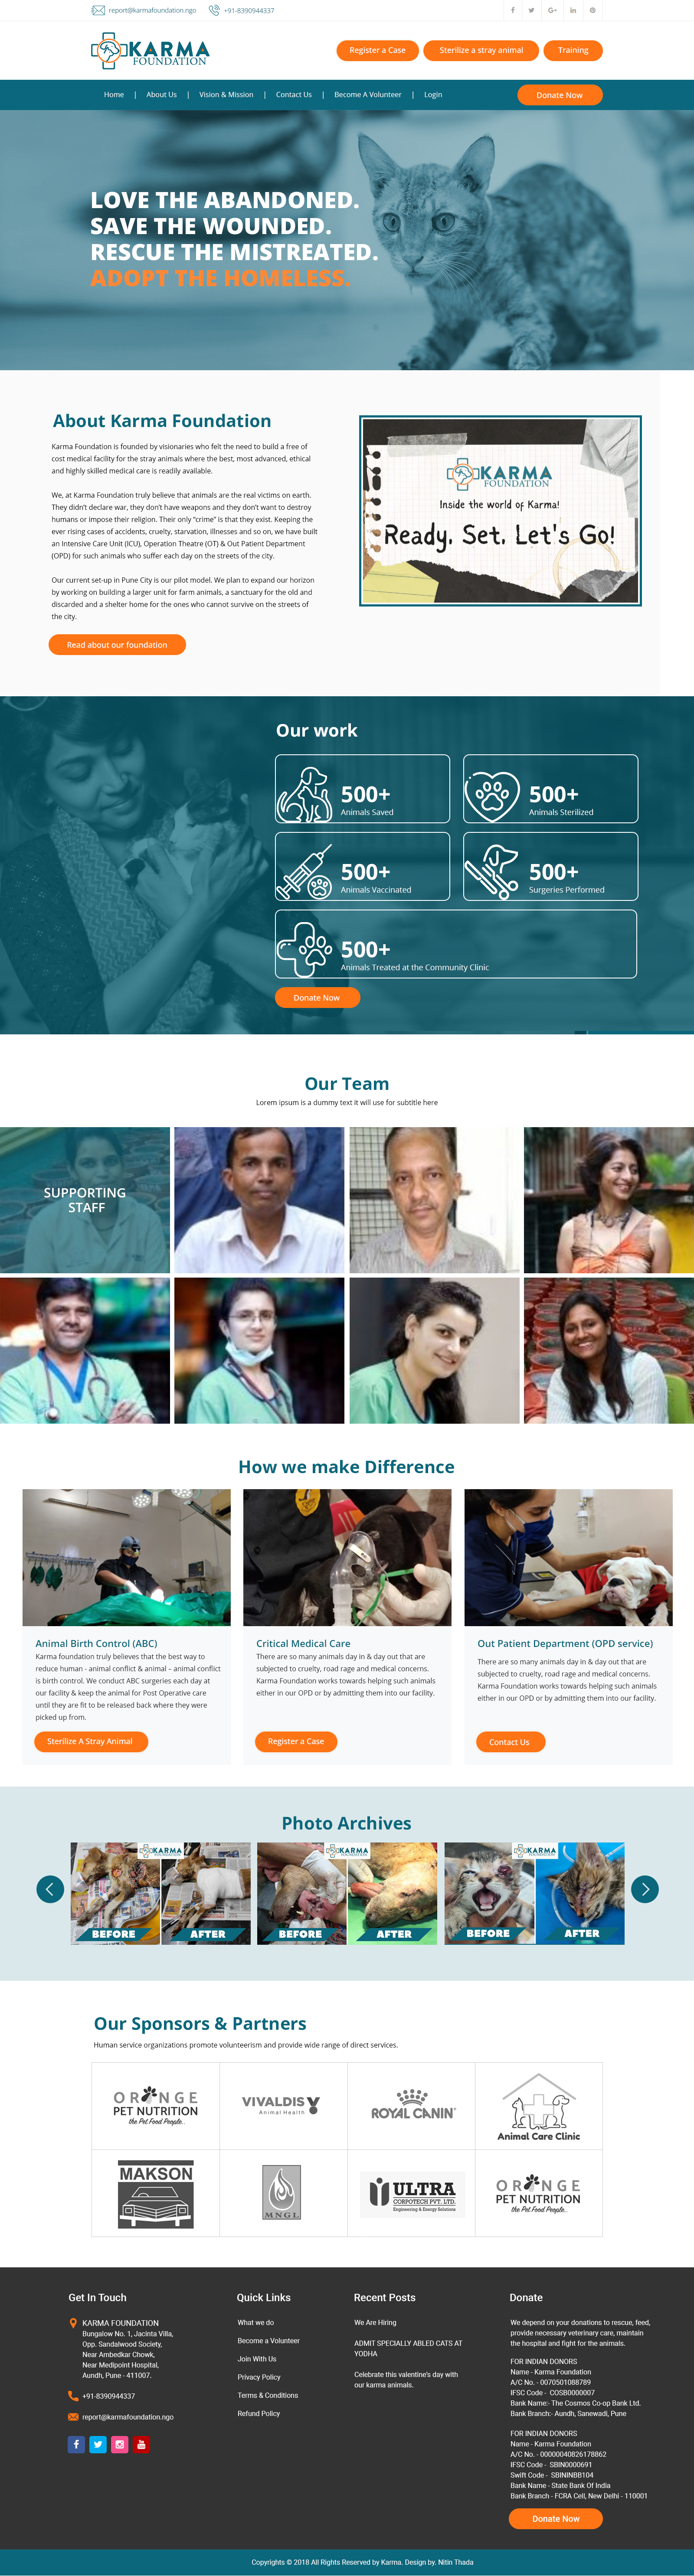 report@karmafoundation.ngo +91-8390944337
KARMA
FOUNDATION
Register a Case Sterilize a stray animal Training
Home | About Us | Vision & Mission | Contact Us | Become A Volunteer | Login
Donate Now
LOVE THE ABANDONED.
SAVE THE WOUNDED.
RESCUE THE MISTREATED.
ADOPT THE HOMELESS.
About Karma Foundation
Karma Foundation is founded by visionaries who felt the need to build a free of
cost medical facility for the stray animals where the best, most advanced, ethical
and highly skilled medical care is readily available.
We, at Karma Foundation truly believe that animals are the real victims on earth.
They didn't declare war, they don't have weapons and they don't want to destroy
humans or impose their religion. Their only "crime" is that they exist. Keeping the
ever rising cases of accidents, cruelty, starvation, illnesses and so on, we have built
an Intensive Care Unit (ICU), Operation Theatre (OT) & Out Patient Department
(OPD) for such animals who suffer each day on the streets of the city.
Our current set-up in Pune City is our pilot model. We plan to expand our horizon
by working on building a larger unit for farm animals, a sanctuary for the old and
discarded and a shelter home for the ones who cannot survive on the streets of
the city.
Read about our foundation
KARMA
FOUNDATION
Inside the world of Karma!
Ready, Set, Let's Go!
Our work
500+
Animals Saved
500+
Animals Sterilized
500+
Animals Vaccinated
500+
Surgeries Performed
500+
Animals Treated at the Community Clinic
Donate Now
Our Team
Lorem ipsum is a dummy text it will use for subtitle here
SUPPORTING
STAFF
How we make Difference
Animal Birth Control (ABC)
Karma foundation truly believes that the best way to
reduce human - animal conflict & animal – animal conflict
is birth control. We conduct ABC surgeries each day at
our facility & keep the animal for Post Operative care
until they are fit to be released back where they were
picked up from.
Sterilize A Stray Animal
Critical Medical Care
There are so many animals day in & day out that are
subjected to cruelty, road rage and medical concerns.
Karma Foundation works towards helping such animals
either in our OPD or by admitting them into our facility.
Register a Case
Out Patient Department (OPD service)
There are so many animals day in & day out that are
subjected to cruelty, road rage and medical concerns.
Karma Foundation works towards helping such animals
either in our OPD or by admitting them into our facility.
Contact Us
Photo Archives
KARMA
FOUNDATION
BEFORE AFTER
KARMA
FOUNDATION
BEFORE AFTER
KARMA
FOUNDATION
BEFORE AFTER
Our Sponsors & Partners
Human service organizations promote volunteerism and provide wide range of direct services.
ORANGE
PET NUTRITION
the Pet Food People..
VIVALDIS
Animal Health
ROYAL CANIN
Animal Care Clinic
MAKSON
MNGL
ULTRA
CORPOTECH PVT. LTD.
Engineering & Energy Solutions
ORANGE
PET NUTRITION
the Pet Food People..
Get In Touch
KARMA FOUNDATION
Bungalow No. 1, Jacinta Villa,
Opp. Sandalwood Society,
Near Ambedkar Chowk,
Near Medipoint Hospital,
Aundh, Pune - 411007.
+91-8390944337
report@karmafoundation.ngo
Quick Links
What we do
Become a Volunteer
Join With Us
Privacy Policy
Terms & Conditions
Refund Policy
Recent Posts
We Are Hiring
ADMIT SPECIALLY ABLED CATS AT
YODHA
Celebrate this valentine's day with
our karma animals.
Donate
We depend on your donations to rescue, feed,
provide necessary veterinary care, maintain
the hospital and fight for the animals.
FOR INDIAN DONORS
Name - Karma Foundation
A/C No. - 0070501088789
IFSC Code - COSB0000007
Bank Name:- The Cosmos Co-op Bank Ltd.
Bank Branch:- Aundh, Sanewadi, Pune
FOR INDIAN DONORS
Name - Karma Foundation
A/C No. - 00000040826178862
IFSC Code - SBIN0000691
Swift Code - SBININBB104
Bank Name - State Bank Of India
Bank Branch - FCRA Cell, New Delhi - 110001
Donate Now
Copyrights © 2018 All Rights Reserved by Karma. Design by. Nitin Thada